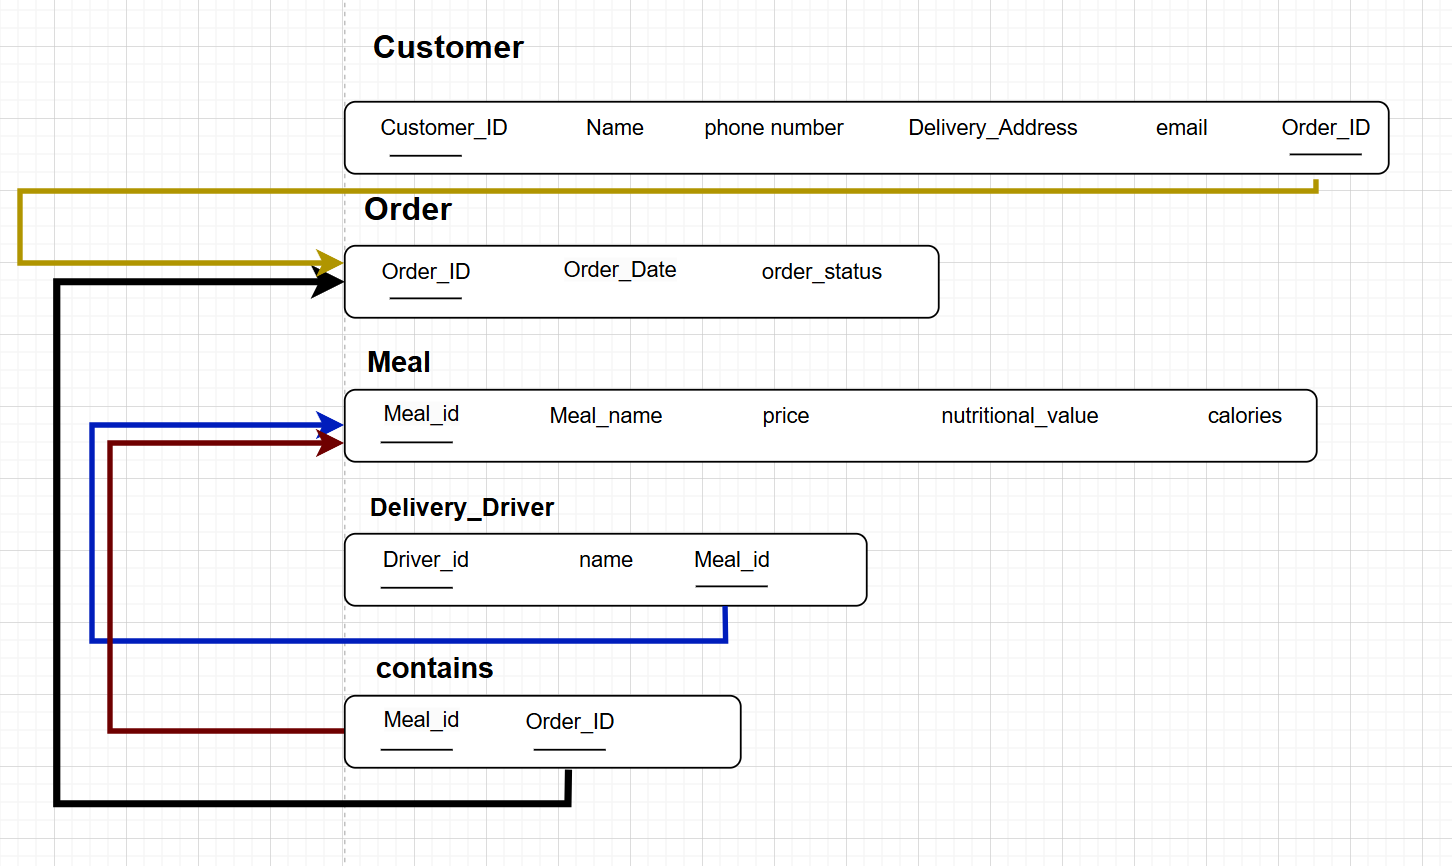 Customer
Customer_ID Name phone number Delivery_Address email Order_ID
Order
Order_ID Order_Date order_status
Meal
Meal_id Meal_name price nutritional_value calories
Delivery_Driver
Driver_id name Meal_id
contains
Meal_id Order_ID